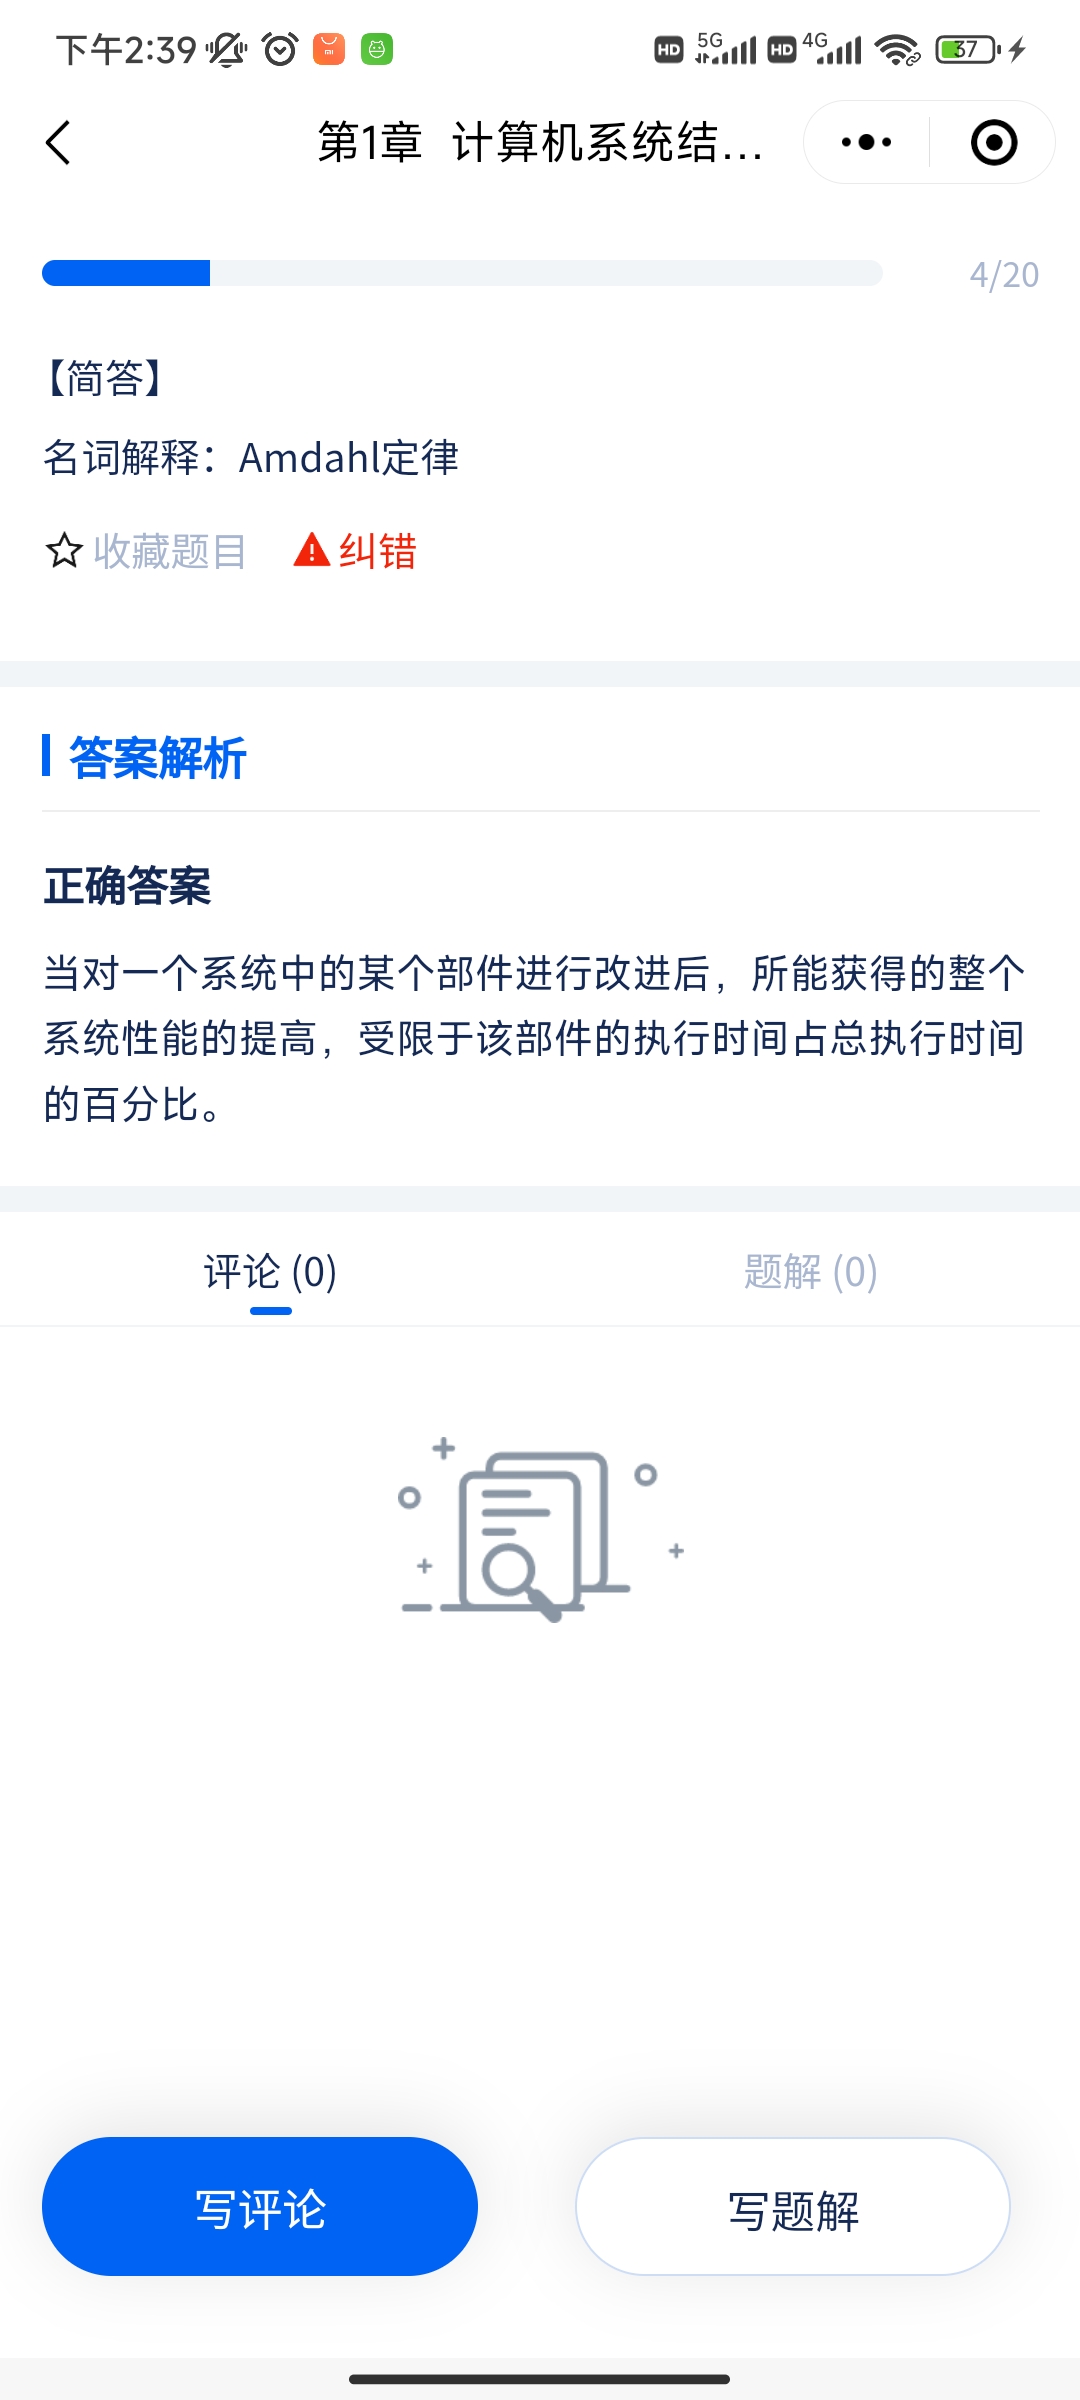 下午2:39 HD 5G HD 4G 37
第1章 计算机系统结...
4/20
【简答】
名词解释：Amdahl定律
收藏题目 纠错
答案解析
正确答案
当对一个系统中的某个部件进行改进后，所能获得的整个
系统性能的提高，受限于该部件的执行时间占总执行时间
的百分比。
评论 (0) 题解 (0)
写评论 写题解